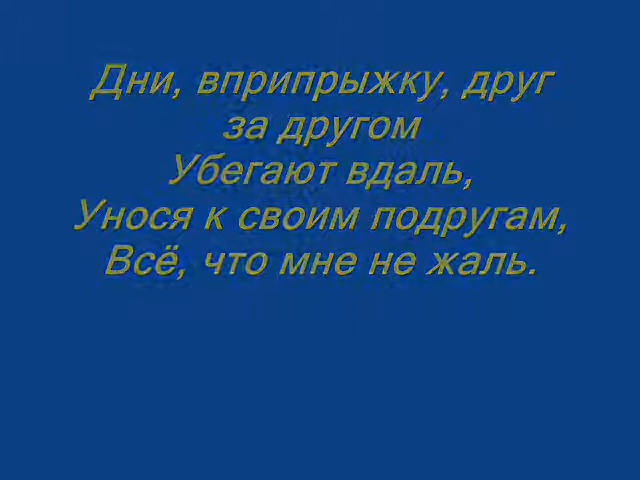 Дни, вприпрыжку, друг
за другом
Убегают вдаль,
Унося к своим подругам,
Всё, что мне не жаль.